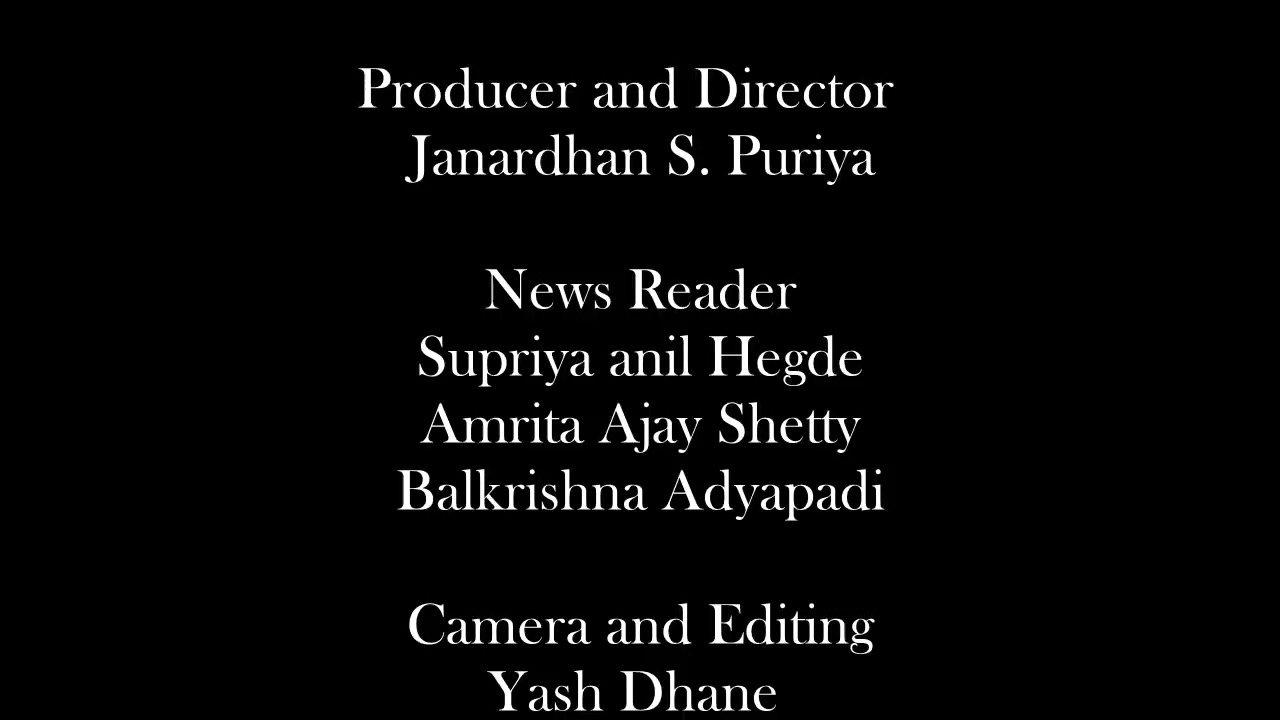 Producer and Director
Janardhan S. Puriya
News Reader
Supriya anil Hegde
Amrita Ajay Shetty
Balkrishna Adyapadi
Camera and Editing
Yash Dhane